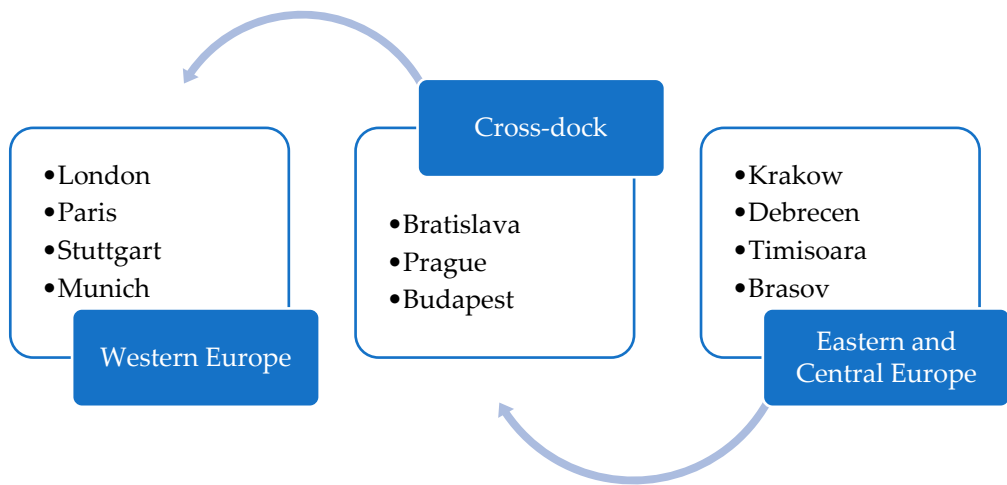 •London
•Paris
•Stuttgart
•Munich
Western Europe
Cross-dock
•Bratislava
•Prague
•Budapest
•Krakow
•Debrecen
•Timisoara
•Brasov
Eastern and
Central Europe